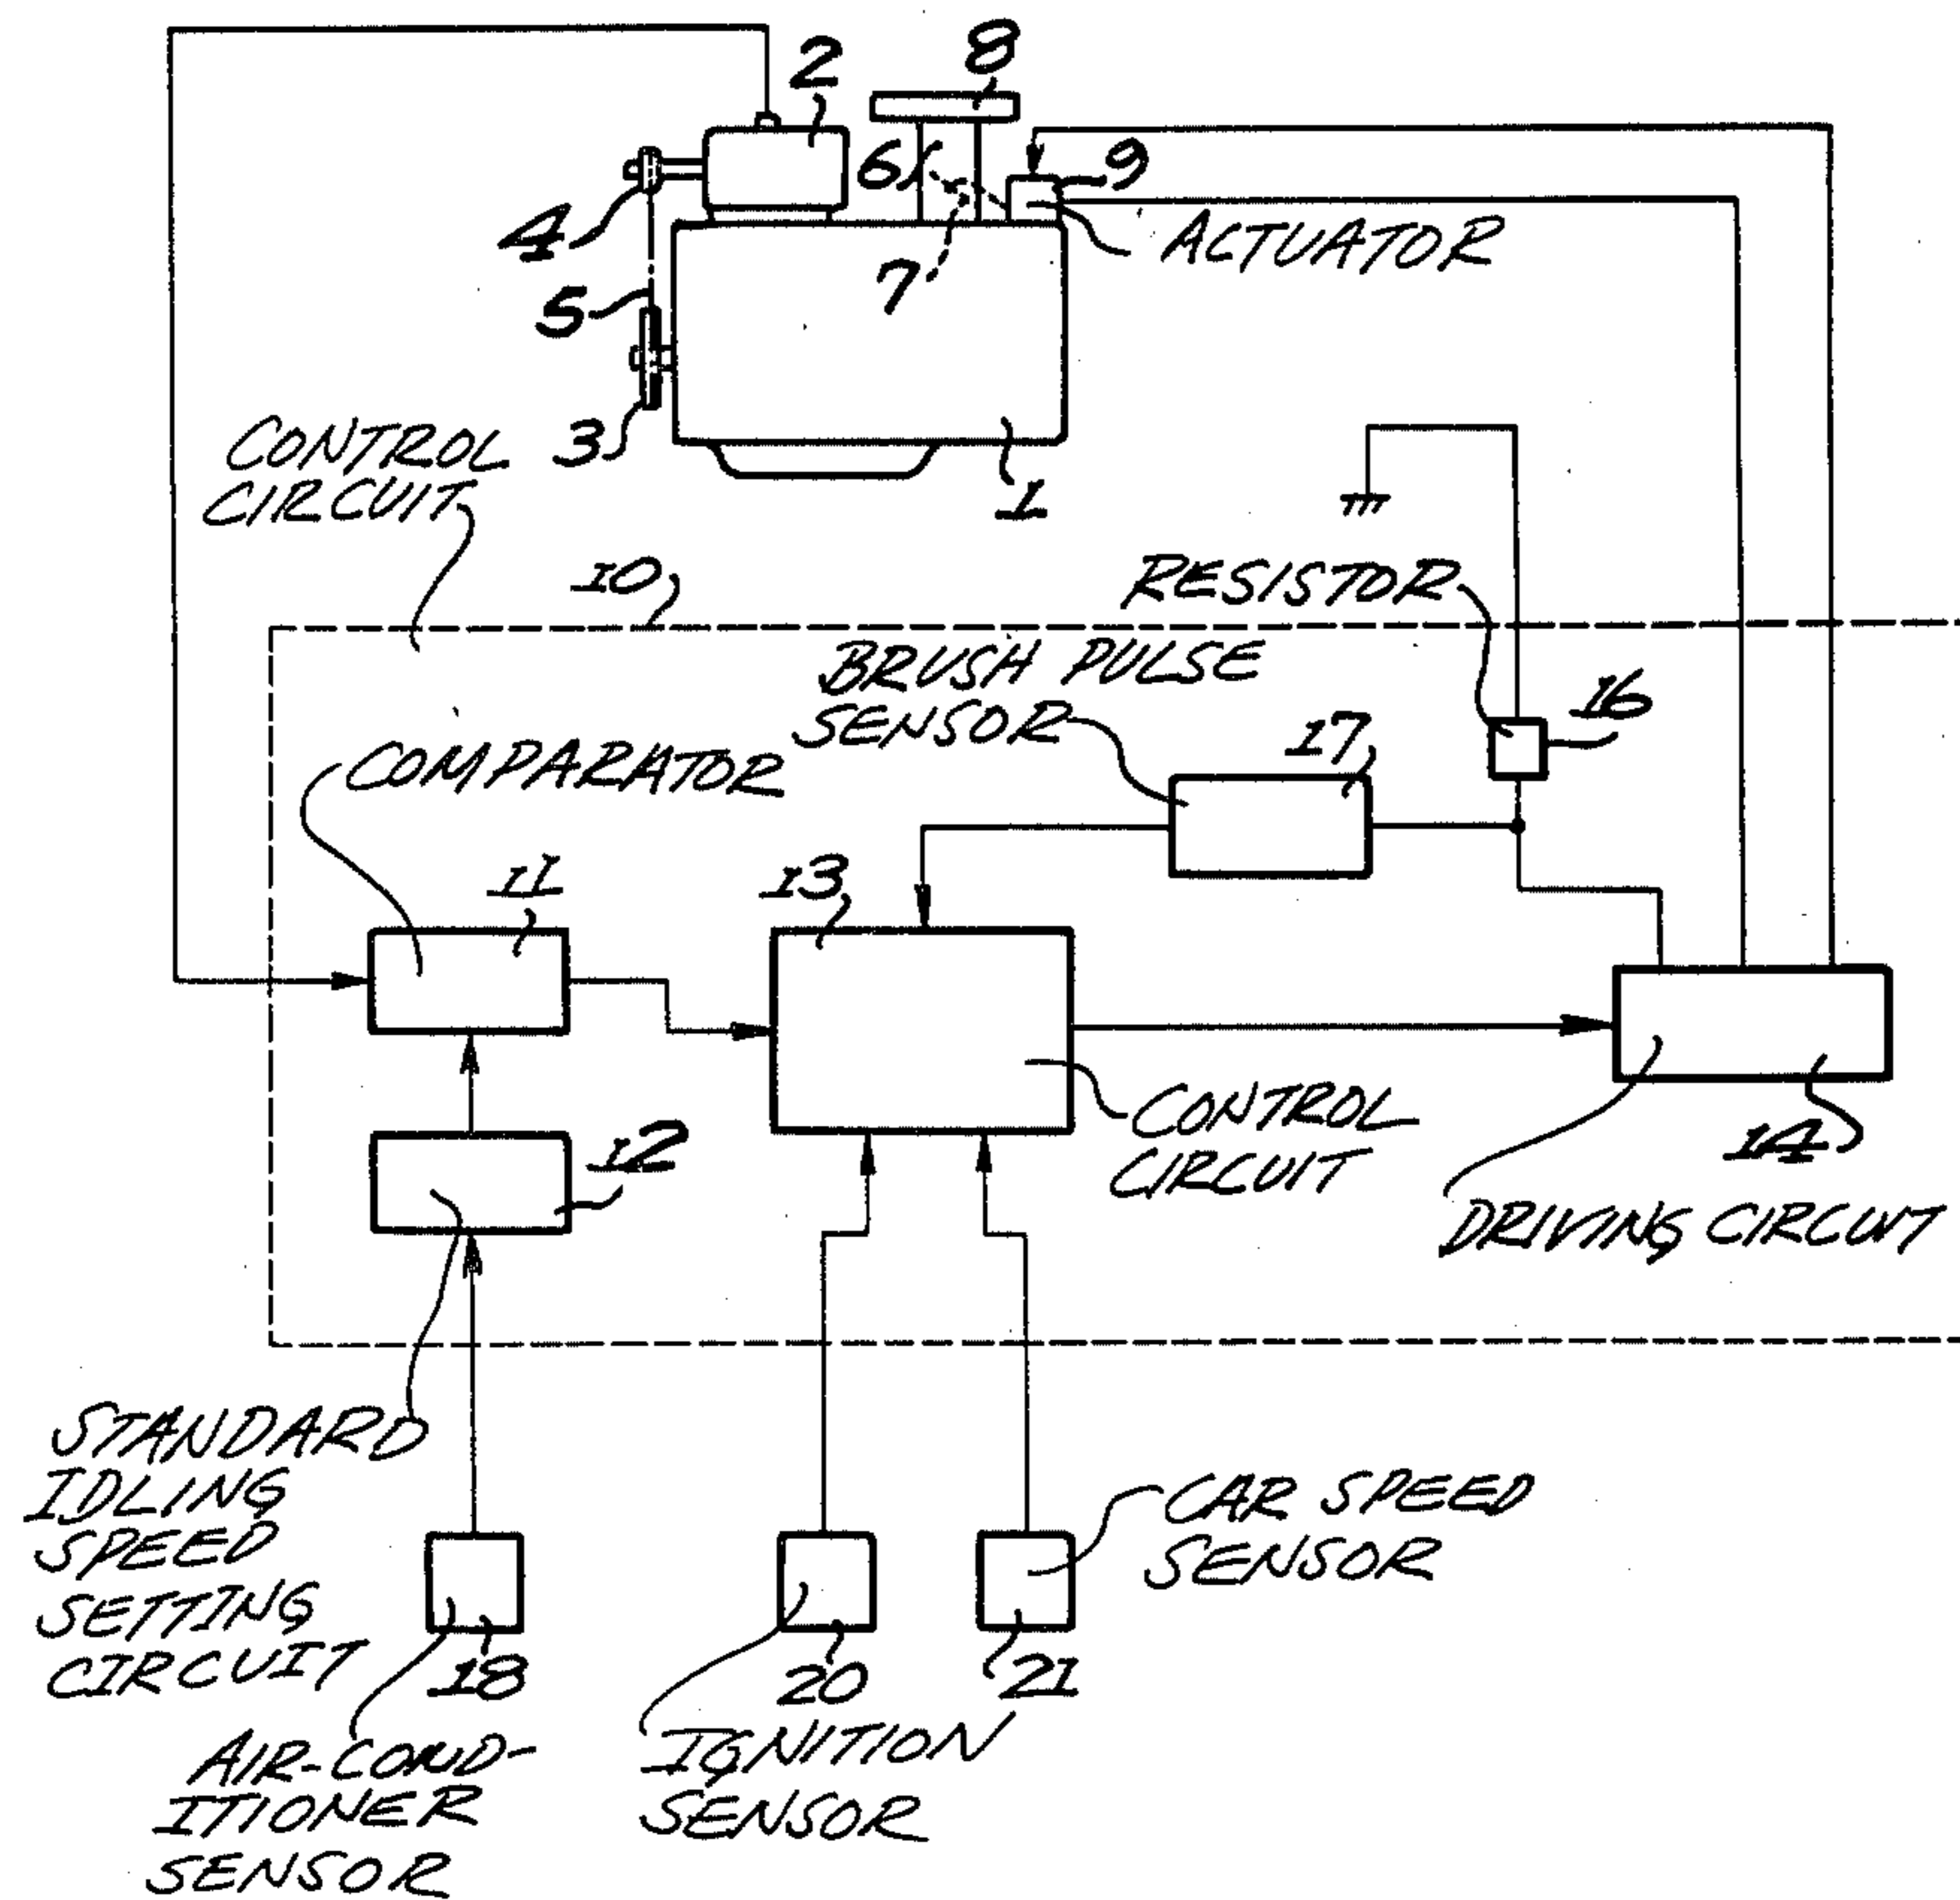 2
8
6
9
4
ACTUATOR
7
5
3
CONTROL
CIRCUIT
1
10
RESISTOR
BRUSH PULSE
SENSOR
16
17
COMPARATOR
11
13
12
CONTROL
CIRCUIT
14
DRIVING CIRCUIT
STANDARD
IDLING
SPEED
SETTING
CIRCUIT
CAR SPEED
SENSOR
18
20
21
AIR-COND-
ITIONER
SENSOR
IGNITION
SENSOR